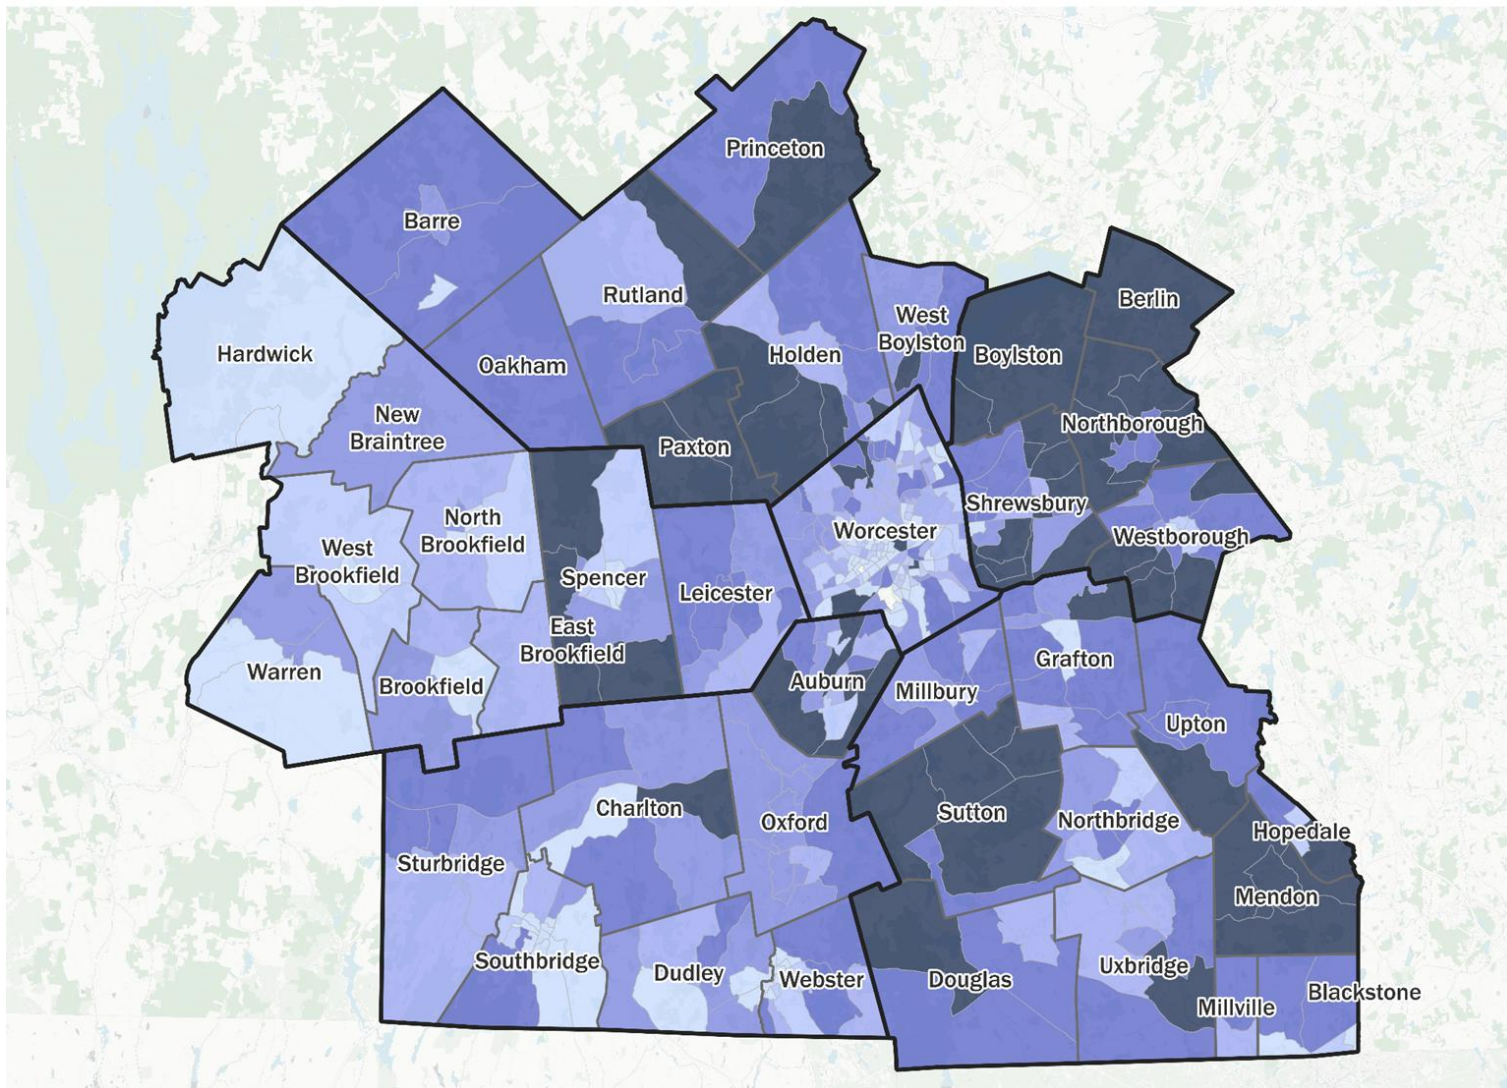 Princeton
Barre
Rutland
Berlin
West
Boylston
Hardwick
Oakham
Holden
Boylston
New
Braintree
Paxton
Northborough
North
Brookfield
Shrewsbury
Worcester
Westborough
West
Brookfield
Spencer
Leicester
East
Brookfield
Warren
Brookfield
Auburn
Millbury
Grafton
Upton
Charlton
Oxford
Sutton
Northbridge
Hopedale
Sturbridge
Mendon
Southbridge
Dudley
Webster
Douglas
Uxbridge
Millville
Blackstone